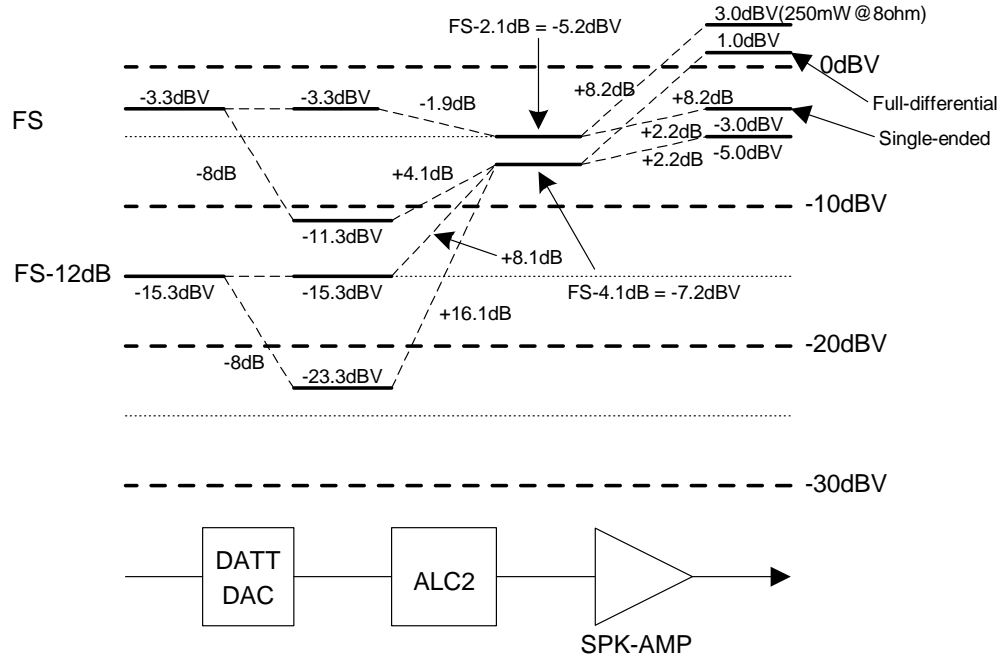 3.0dBV(250mW @8ohm)
FS-2.1dB = -5.2dBV
1.0dBV
0dBV
+8.2dB
-3.3dBV
-3.3dBV
-1.9dB
+8.2dB
Full-differential
FS
-3.0dBV
+2.2dB
Single-ended
-5.0dBV
+2.2dB
-8dB
+4.1dB
-10dBV
-11.3dBV
+8.1dB
FS-12dB
-15.3dBV
-15.3dBV
FS-4.1dB = -7.2dBV
+16.1dB
-20dBV
-8dB
-23.3dBV
-30dBV
DATT
DAC
ALC2
SPK-AMP